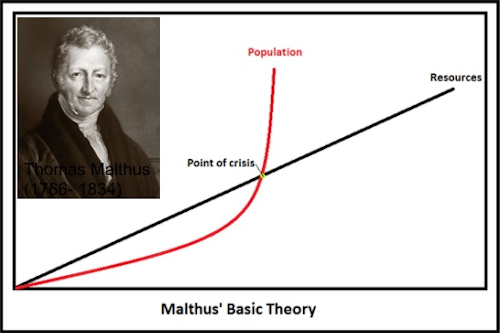 Population
Resources
Point of crisis
Thomas Malthus
(1766- 1834)
Malthus' Basic Theory